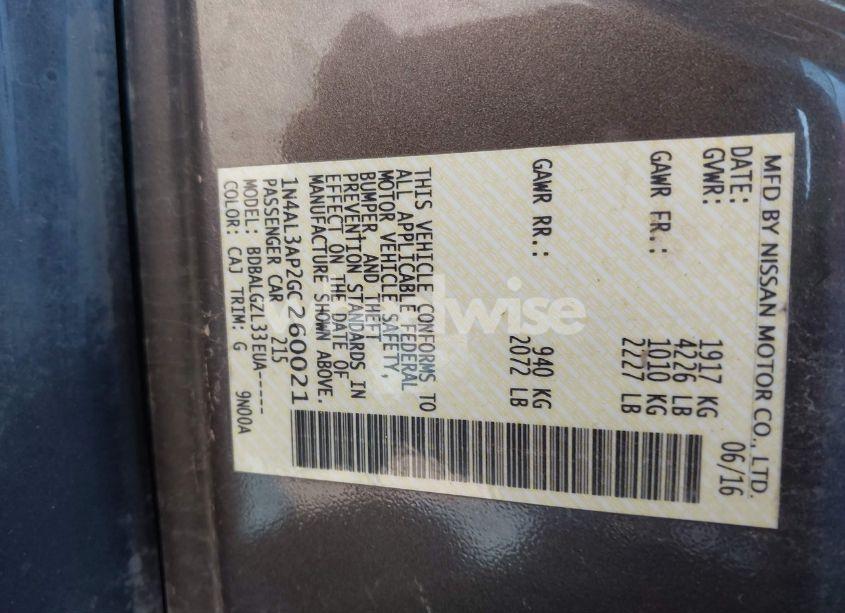 MFD BY NISSAN MOTOR CO., LTD.
DATE: 06/16
GVWR: 1917 KG
4226 LB
GAWR FR.: 1010 KG
2227 LB
GAWR RR.: 940 KG
2072 LB
THIS VEHICLE CONFORMS TO
ALL APPLICABLE FEDERAL
MOTOR VEHICLE SAFETY,
BUMPER, AND THEFT
PREVENTION STANDARDS IN
EFFECT ON THE DATE OF
MANUFACTURE SHOWN ABOVE.
1N4AL3AP2GC260021
PASSENGER CAR 215
MODEL: BDBALGZL33EUA-----
COLOR: CAJ TRIM: G 9N00A